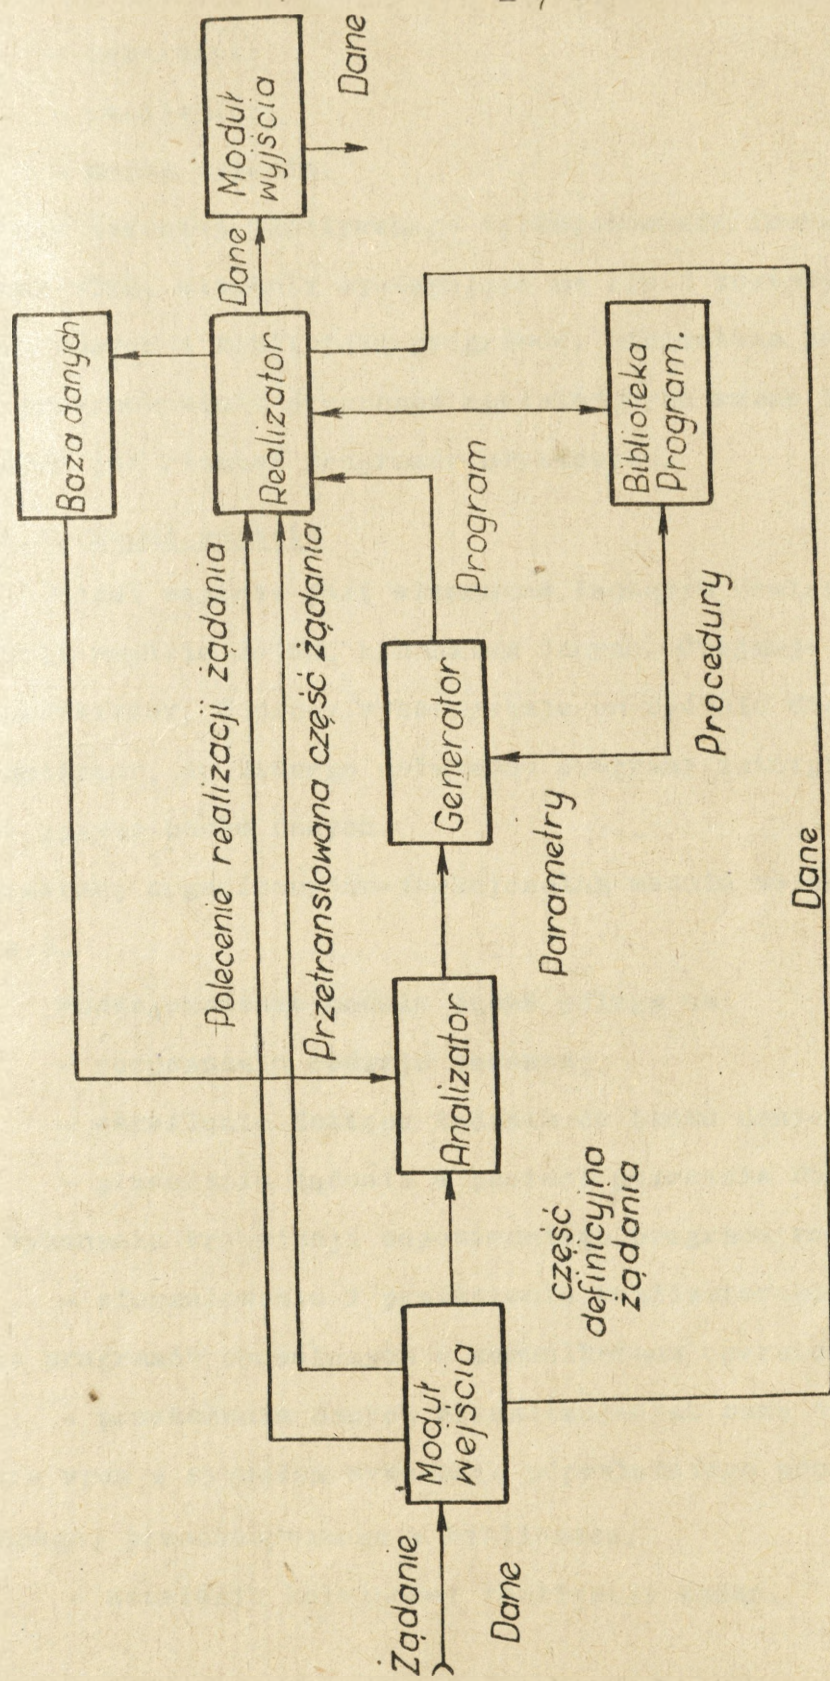 Żądanie
Dane
Moduł
wejścia
część
definicyjna
żądania
Analizator
Parametry
Generator
Procedury
Program
Polecenie realizacji żądania
Przetranslowana część żądania
Baza danych
Realizator
Biblioteka
Program.
Dane
Moduł
wyjścia
Dane
Dane